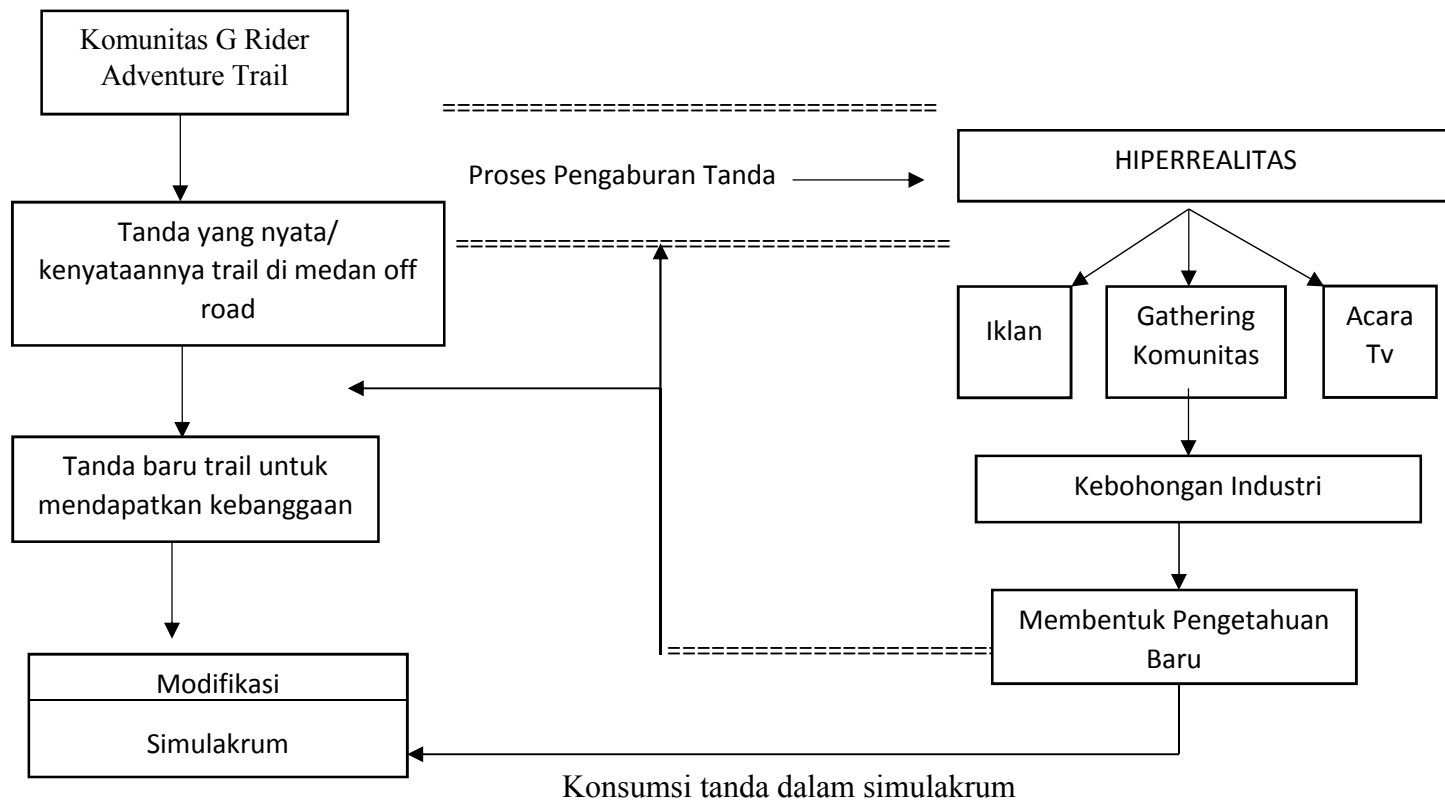 Komunitas G Rider
Adventure Trail
Proses Pengaburan Tanda
HIPERREALITAS
Tanda yang nyata/
kenyataannya trail di medan off
road
Iklan
Gathering
Komunitas
Acara
Tv
Tanda baru trail untuk
mendapatkan kebanggaan
Kebohongan Industri
Membentuk Pengetahuan
Baru
Modifikasi
Simulakrum
Konsumsi tanda dalam simulakrum